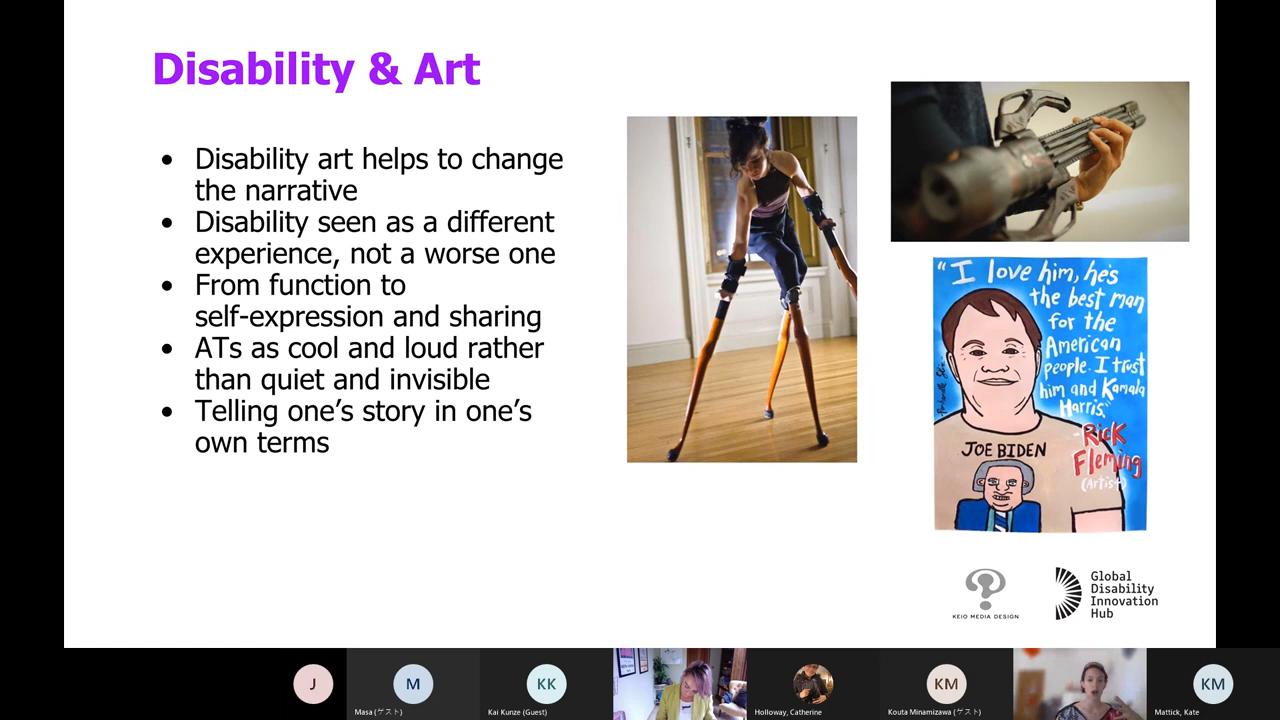 Disability & Art
Disability art helps to change
the narrative
Disability seen as a different
experience, not a worse one
From function to
self-expression and sharing
ATs as cool and loud rather
than quiet and invisible
Telling one’s story in one’s
own terms
“I love him, he's
the best man
for the
American
people. I trust
him and Kamala
Harris.”
-Rick
Fleming
(Artist)
JOE BIDEN
KEIO MEDIA DESIGN
Global
Disability
Innovation
Hub
J
M
Masa (ゲスト)
KK
Kai Kunze (Guest)
Holloway, Catherine
KM
Kouta Minamizawa (ゲスト)
KM
Mattick, Kate